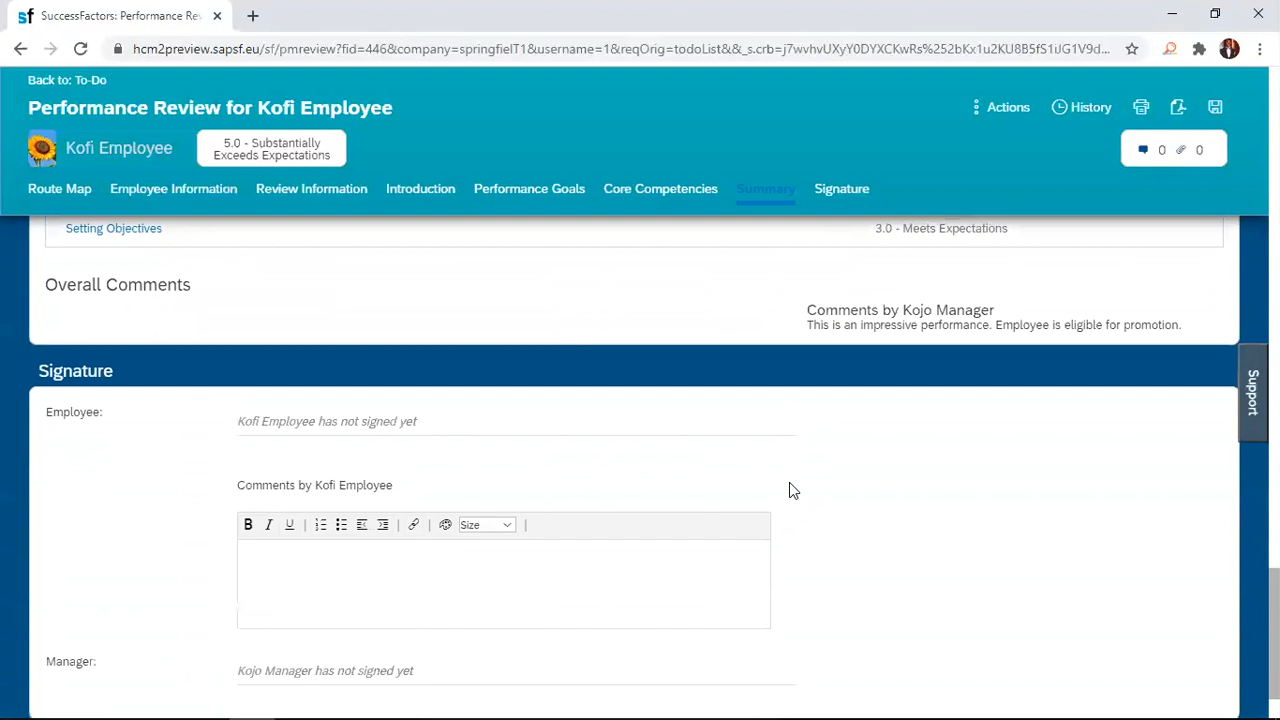 SuccessFactors: Performance Rev
hcm2preview.sapsf.eu/sf/pmreview?fid=446&company=springfielT1&username=1&reqOrig=todoList&&_s.crb=j7wvhvUXyY0DYXCKwRs%252bKx1u2KU8B5fS1iJG1V9d...
Back to: To-Do
Performance Review for Kofi Employee
Actions
History
Kofi Employee
5.0 - Substantially
Exceeds Expectations
0 0
Route Map Employee Information Review Information Introduction Performance Goals Core Competencies Summary Signature
Setting Objectives 3.0 - Meets Expectations
Overall Comments
Comments by Kojo Manager
This is an impressive performance. Employee is eligible for promotion.
Support
Signature
Employee: Kofi Employee has not signed yet
Comments by Kofi Employee
B I U Size
Manager: Kojo Manager has not signed yet